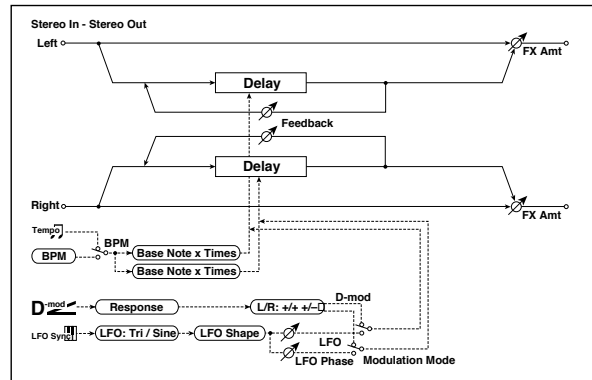 Stereo In - Stereo Out
Left
FX Amt
Delay
Feedback
Delay
Right
FX Amt
Tempo
BPM
BPM
Base Note x Times
Base Note x Times
D-mod
Response
L/R: +/+ +/–
D-mod
LFO Sync
LFO: Tri / Sine
LFO Shape
LFO
LFO Phase
Modulation Mode